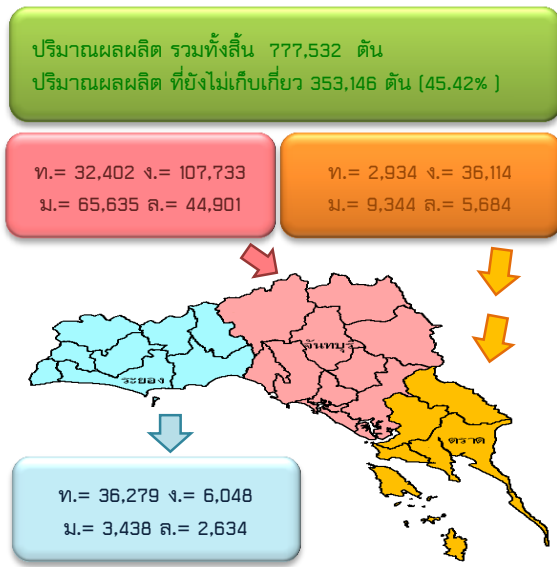 ปริมาณผลผลิต รวมทั้งสิ้น 777,532 ตัน
ปริมาณผลผลิต ที่ยังไม่เก็บเกี่ยว 353,146 ตัน (45.42% )
ท.= 32,402 ง.= 107,733
ม.= 65,635 ล.= 44,901
ท.= 2,934 ง.= 36,114
ม.= 9,344 ล.= 5,684
จันทบุรี
ระยอง
ตราด
ท.= 36,279 ง.= 6,048
ม.= 3,438 ล.= 2,634